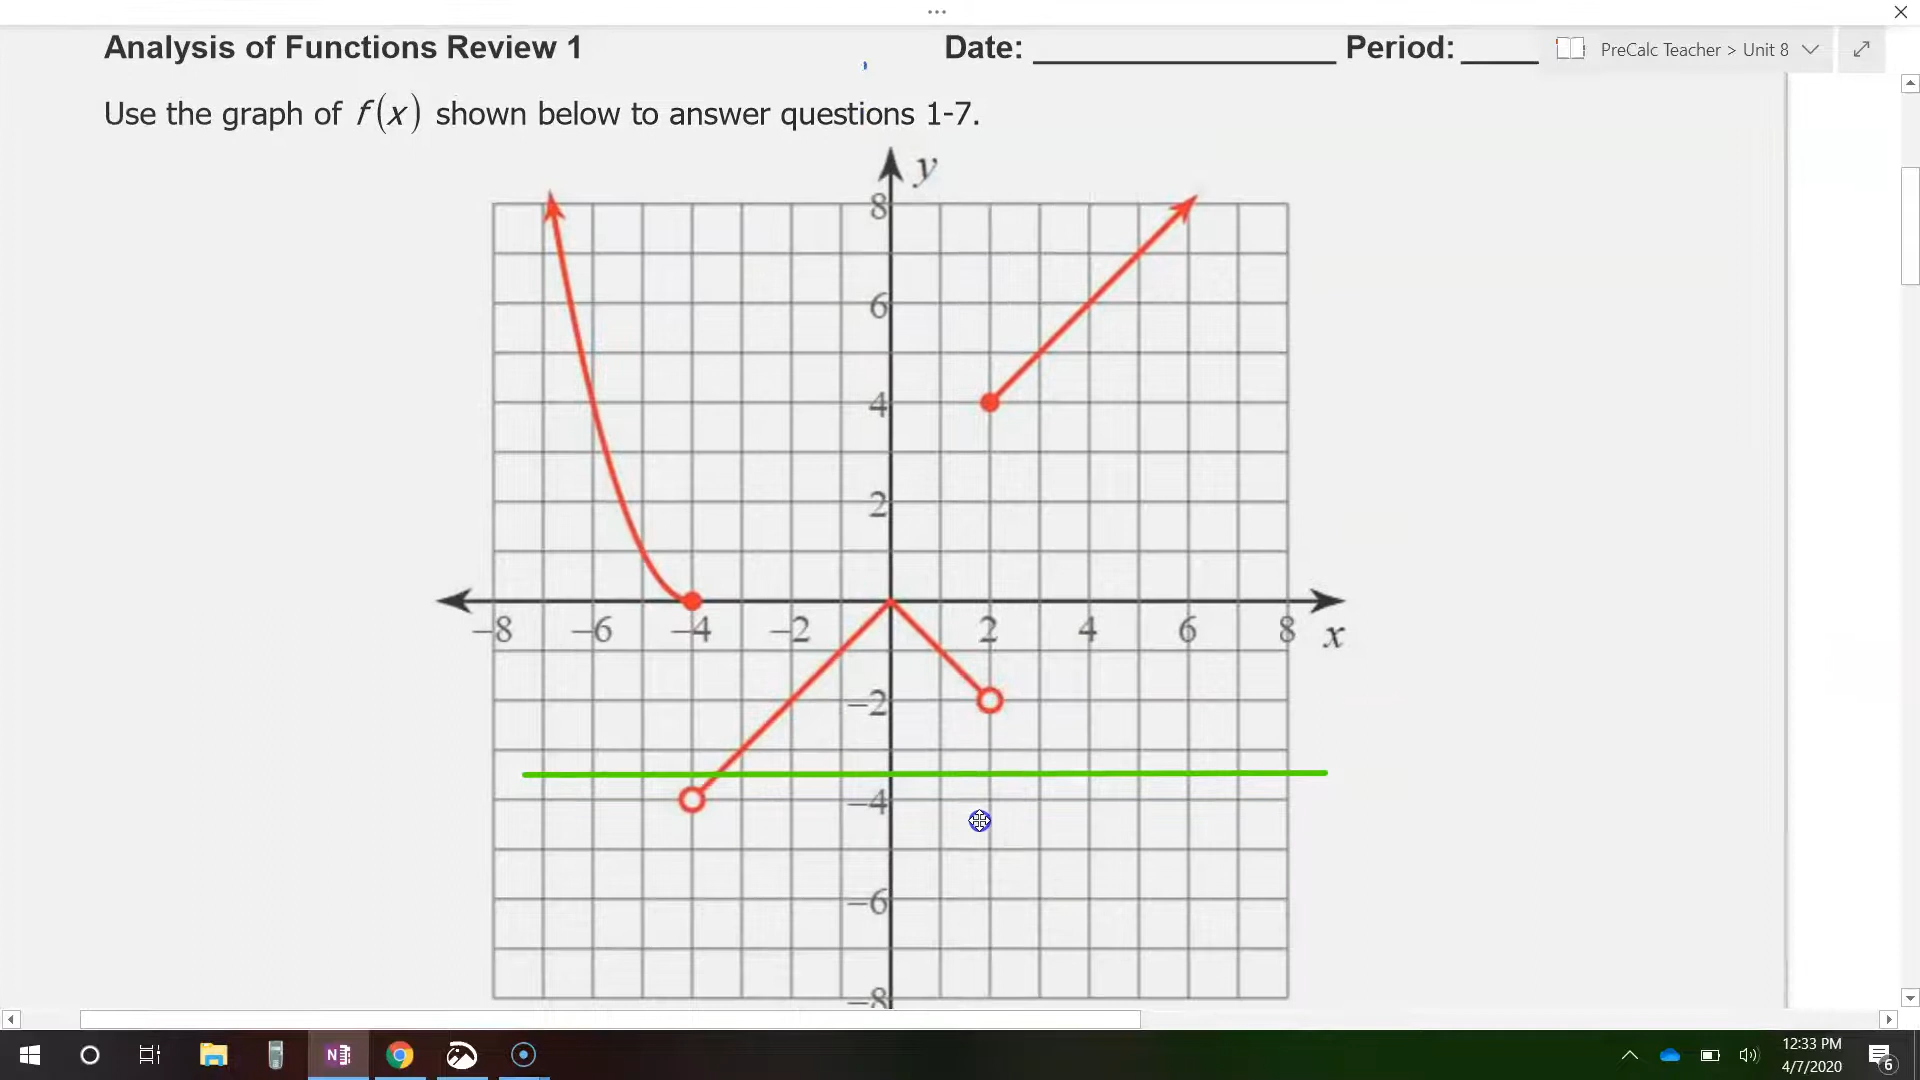 ...
Analysis of Functions Review 1 Date: ________________ Period: ____
PreCalc Teacher > Unit 8
Use the graph of f(x) shown below to answer questions 1-7.
y
8
6
4
2
−8 −6 −4 −2 2 4 6 8 x
−2
−4
−6
−8
N
12:33 PM
4/7/2020
6